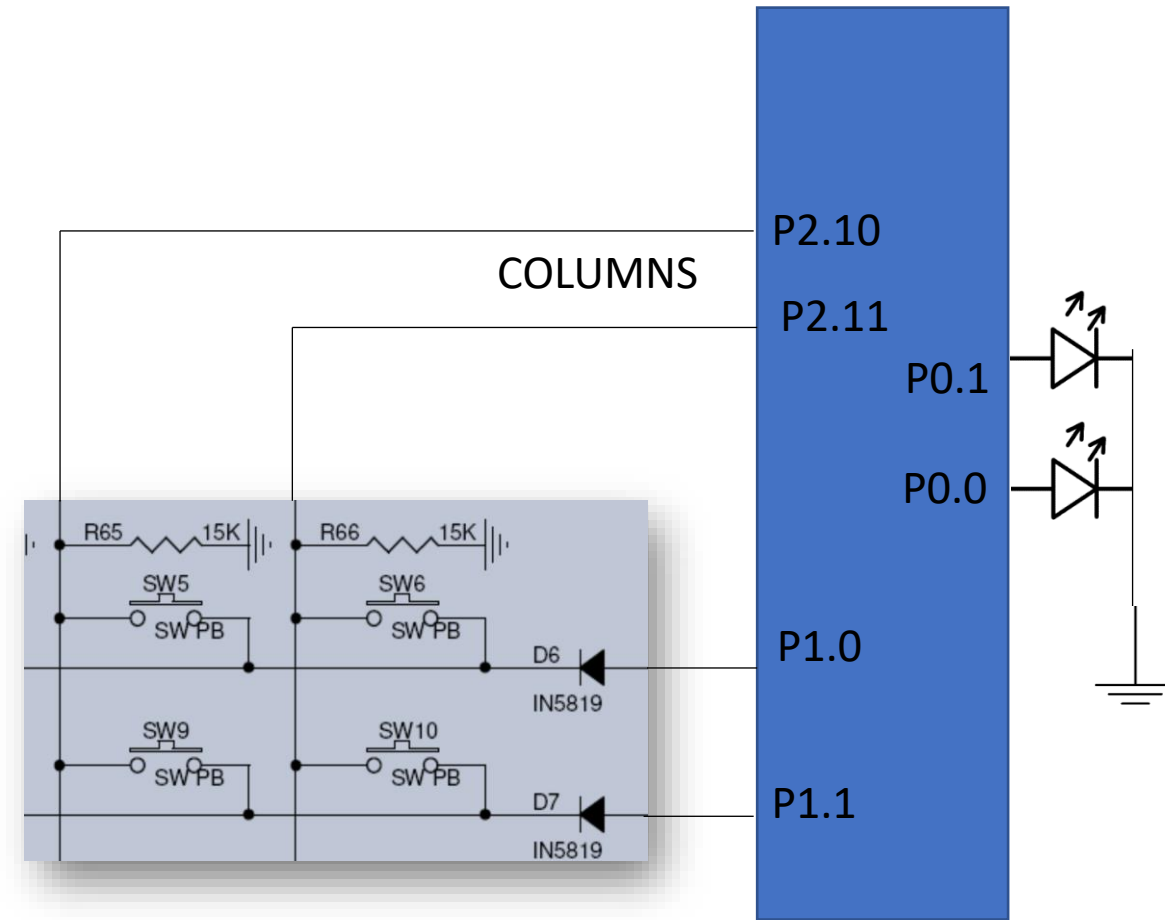 P2.10
COLUMNS
P2.11
P0.1
P0.0
R65 15K R66 15K
SW5 SW6
SW PB SW PB
D6
P1.0
IN5819
SW9 SW10
SW PB SW PB
D7
P1.1
IN5819